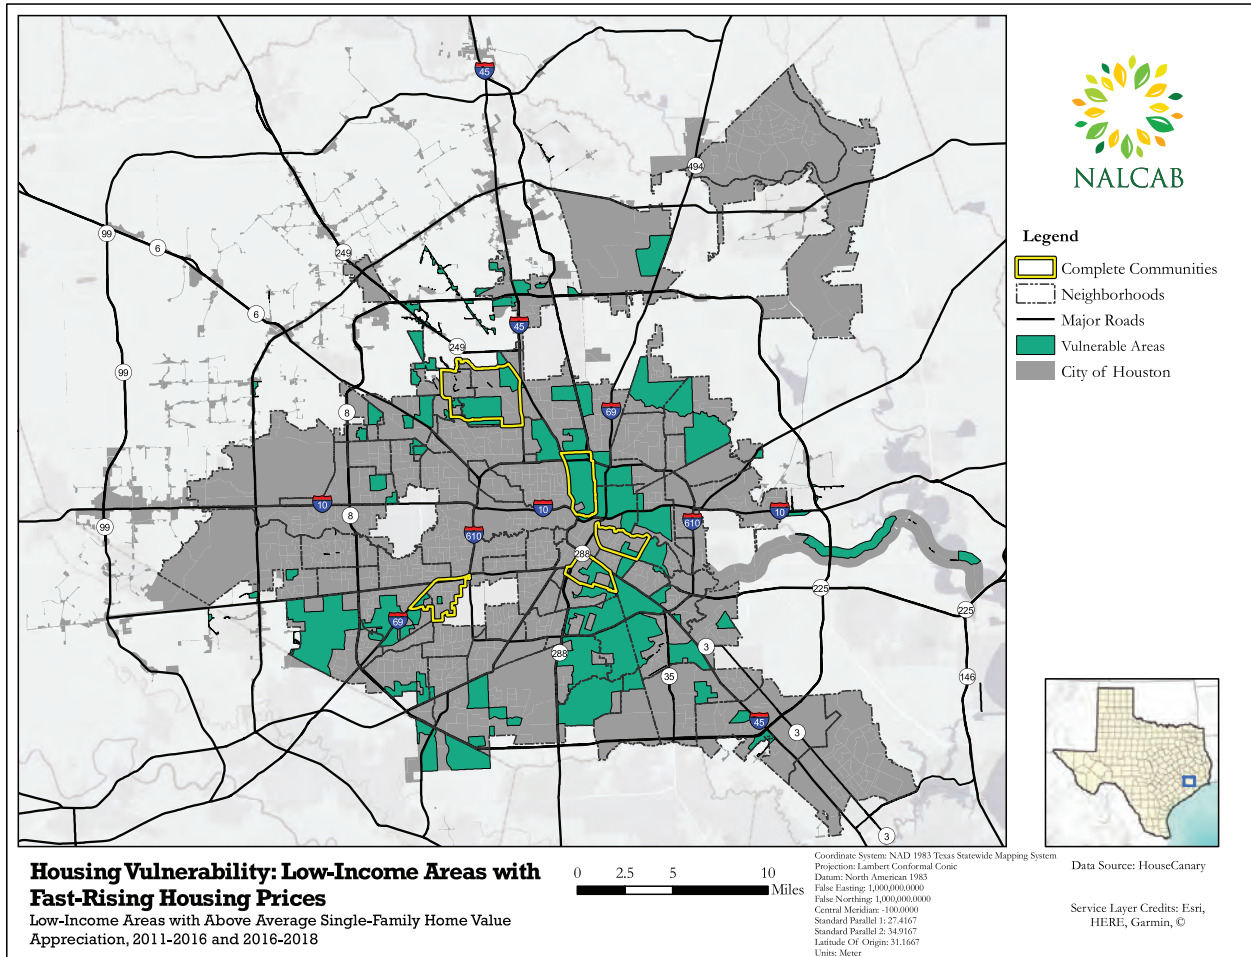 45
494
NALCAB
99
6
249
Legend
Complete Communities
Neighborhoods
6
Major Roads
45
249
Vulnerable Areas
99
City of Houston
8
69
10
10
10
99
8
610
610
288
225
225
69
3
288
35
146
45
3
3
Housing Vulnerability: Low-Income Areas with
Fast-Rising Housing Prices
Low-Income Areas with Above Average Single-Family Home Value
Appreciation, 2011-2016 and 2016-2018
0 2.5 5 10
Miles
Coordinate System: NAD 1983 Texas Statewide Mapping System
Projection: Lambert Conformal Conic
Datum: North American 1983
False Easting: 1,000,000.0000
False Northing: 1,000,000.0000
Central Meridian: -100.0000
Standard Parallel 1: 27.4167
Standard Parallel 2: 34.9167
Latitude Of Origin: 31.1667
Units: Meter
Data Source: HouseCanary
Service Layer Credits: Esri,
HERE, Garmin, ©